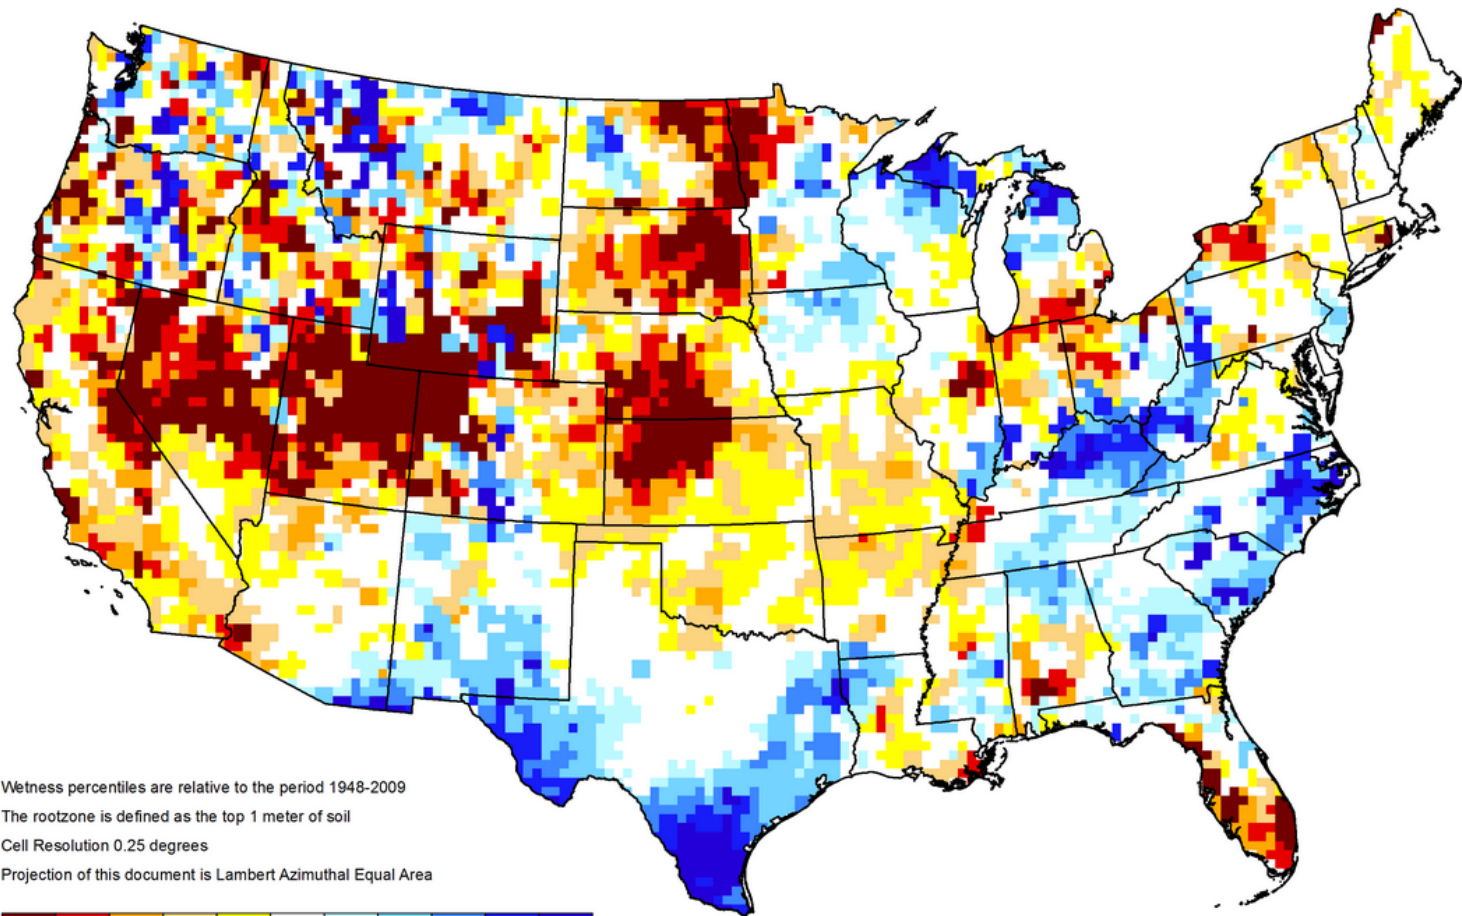 Wetness percentiles are relative to the period 1948-2009
The rootzone is defined as the top 1 meter of soil
Cell Resolution 0.25 degrees
Projection of this document is Lambert Azimuthal Equal Area